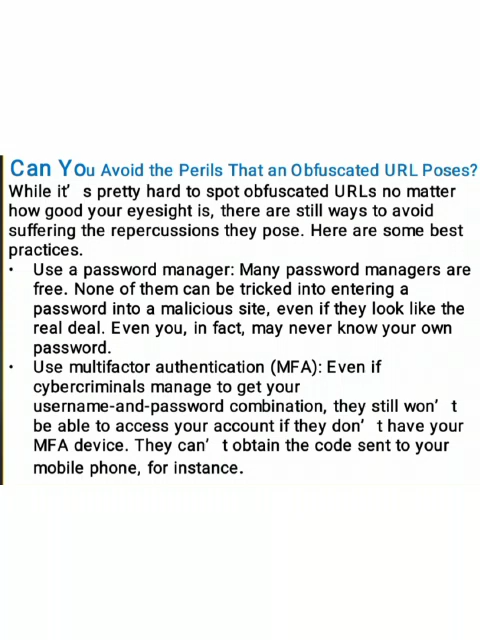 Can You Avoid the Perils That an Obfuscated URL Poses?
While it’ s pretty hard to spot obfuscated URLs no matter
how good your eyesight is, there are still ways to avoid
suffering the repercussions they pose. Here are some best
practices.
• Use a password manager: Many password managers are
free. None of them can be tricked into entering a
password into a malicious site, even if they look like the
real deal. Even you, in fact, may never know your own
password.
• Use multifactor authentication (MFA): Even if
cybercriminals manage to get your
username-and-password combination, they still won’ t
be able to access your account if they don’ t have your
MFA device. They can’ t obtain the code sent to your
mobile phone, for instance.